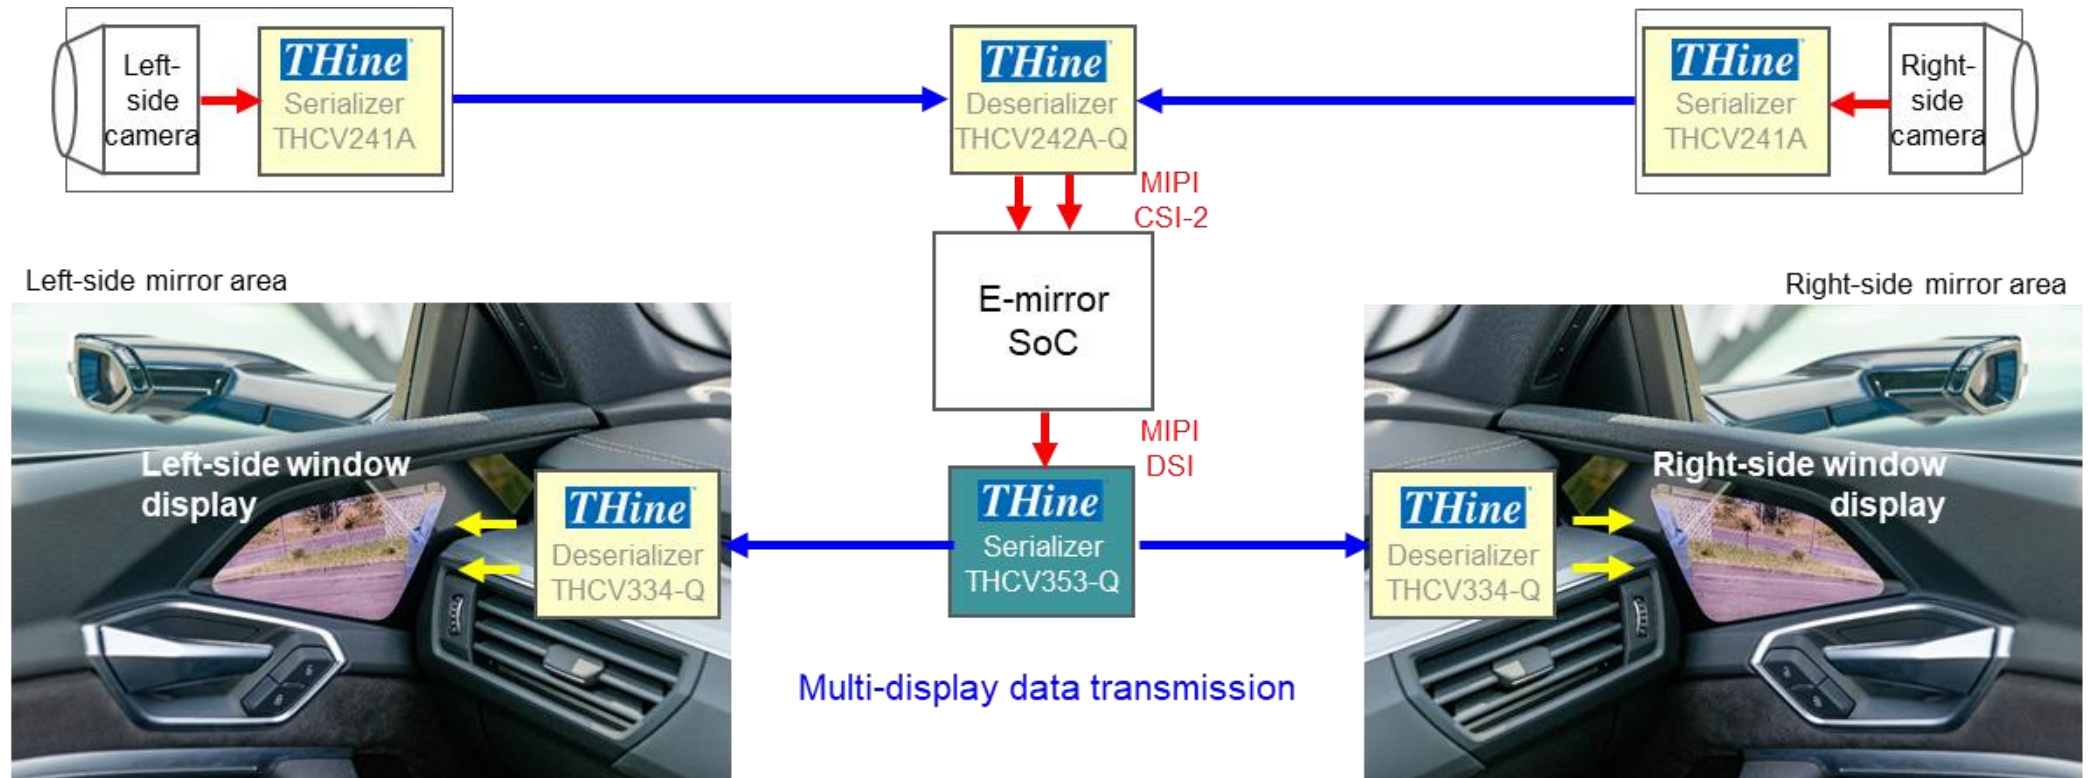 Left-
side
camera
THine
Serializer
THCV241A
THine
Deserializer
THCV242A-Q
THine
Serializer
THCV241A
Right-
side
camera
MIPI
CSI-2
E-mirror
SoC
MIPI
DSI
Left-side mirror area
Right-side mirror area
Left-side window
display
THine
Deserializer
THCV334-Q
THine
Serializer
THCV353-Q
THine
Deserializer
THCV334-Q
Right-side window
display
Multi-display data transmission